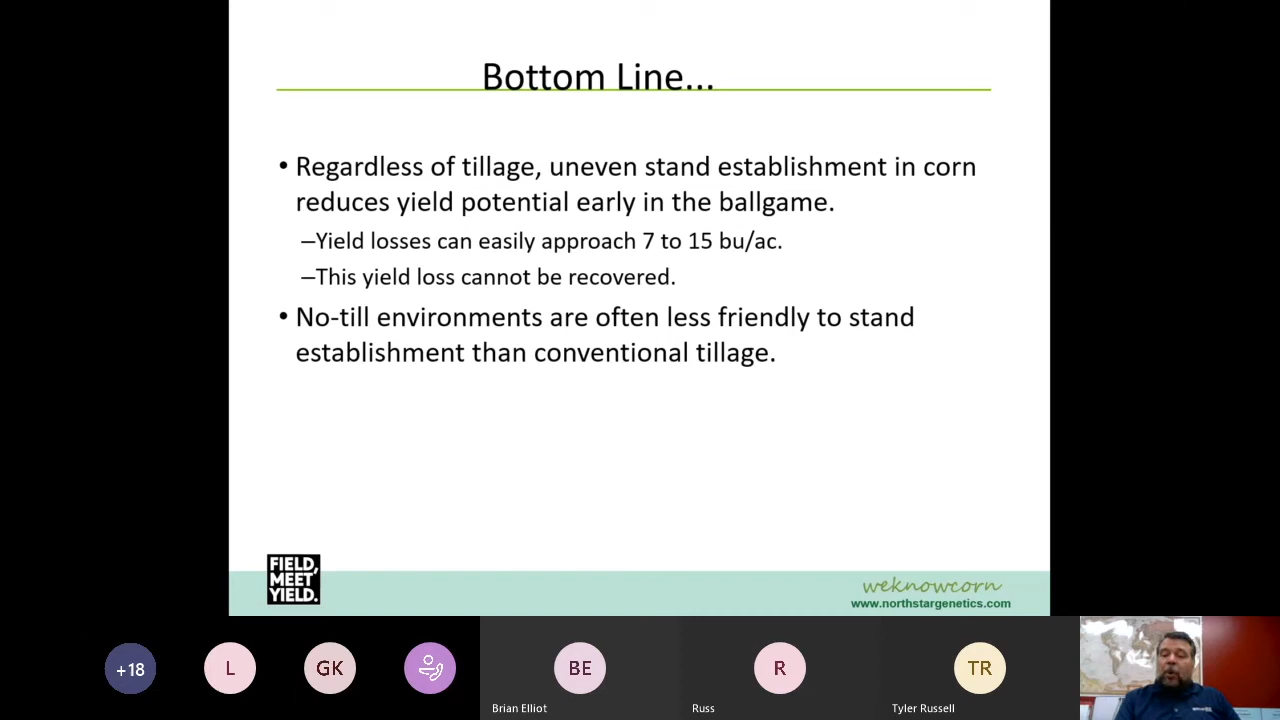 Bottom Line...
• Regardless of tillage, uneven stand establishment in corn
reduces yield potential early in the ballgame.
–Yield losses can easily approach 7 to 15 bu/ac.
–This yield loss cannot be recovered.
• No-till environments are often less friendly to stand
establishment than conventional tillage.
FIELD,
MEET
YIELD.
weknowcorn
www.northstargenetics.com
+18
L
GK
BE
R
TR
Brian Elliot
Russ
Tyler Russell